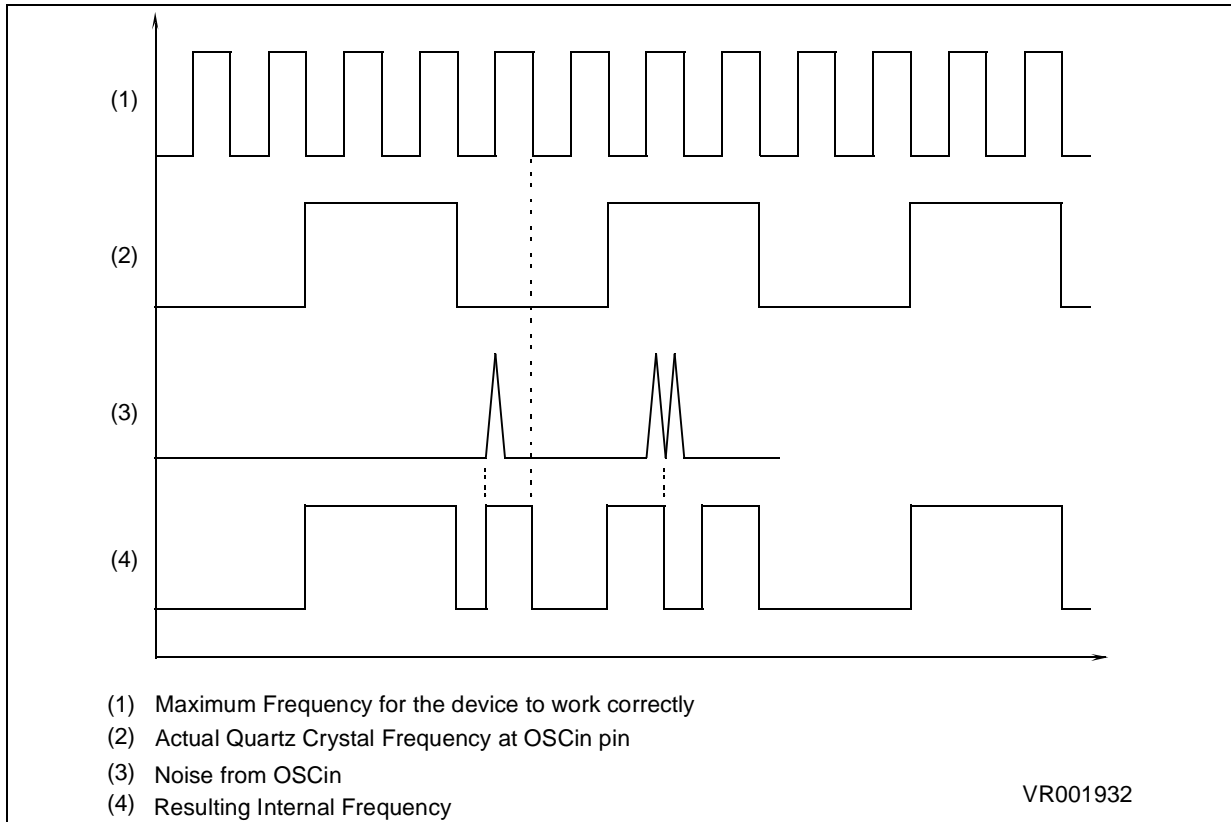 (1)
(2)
(3)
(4)
(1) Maximum Frequency for the device to work correctly
(2) Actual Quartz Crystal Frequency at OSCin pin
(3) Noise from OSCin
(4) Resulting Internal Frequency
VR001932